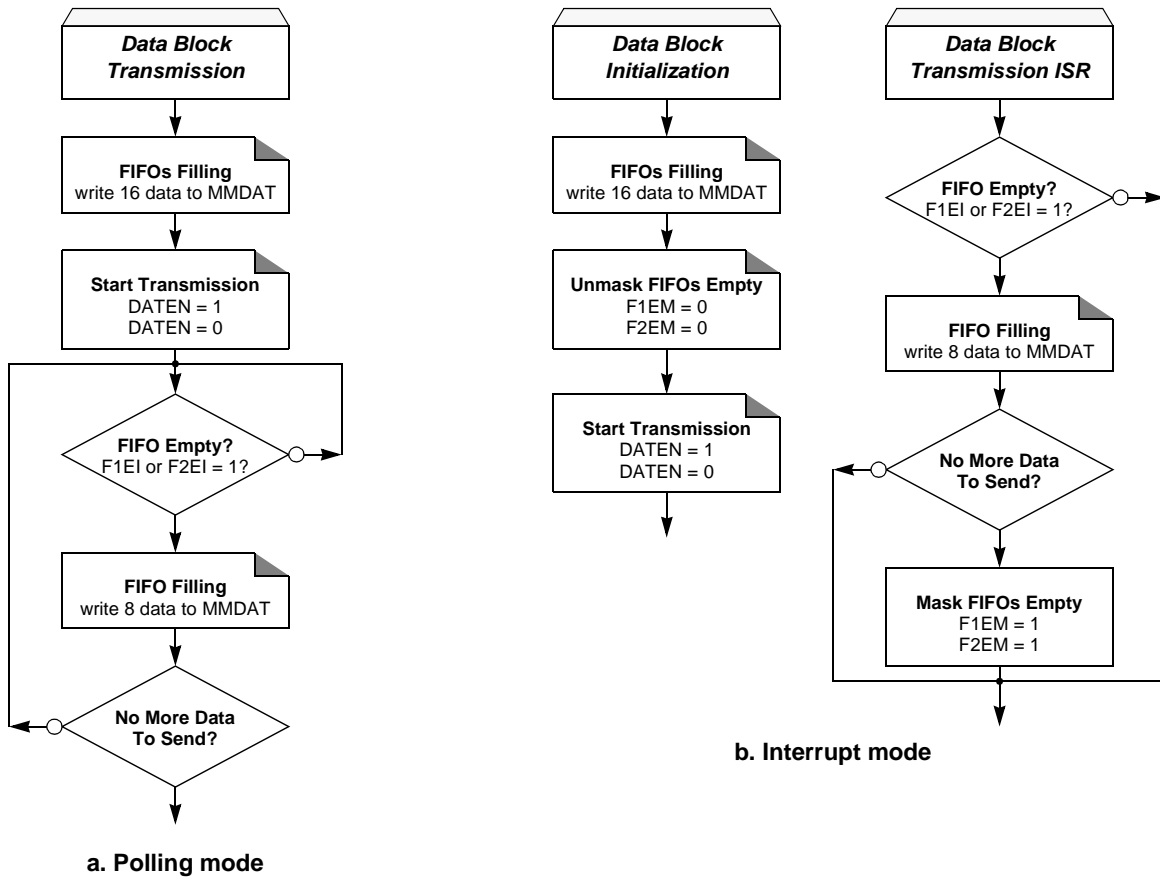 Data Block
Transmission
FIFOs Filling
write 16 data to MMDAT
Start Transmission
DATEN = 1
DATEN = 0
FIFO Empty?
F1EI or F2EI = 1?
FIFO Filling
write 8 data to MMDAT
No More Data
To Send?
a. Polling mode
Data Block
Initialization
FIFOs Filling
write 16 data to MMDAT
Unmask FIFOs Empty
F1EM = 0
F2EM = 0
Start Transmission
DATEN = 1
DATEN = 0
Data Block
Transmission ISR
FIFO Empty?
F1EI or F2EI = 1?
FIFO Filling
write 8 data to MMDAT
No More Data
To Send?
Mask FIFOs Empty
F1EM = 1
F2EM = 1
b. Interrupt mode